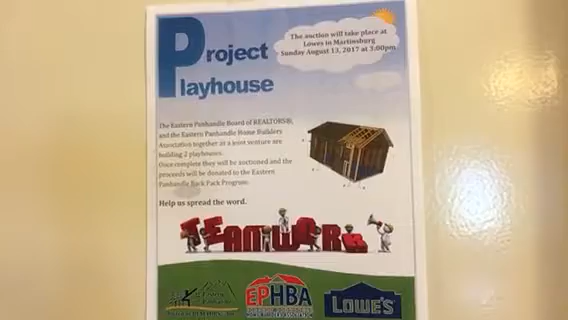 Project
Playhouse
The auction will take place at
Lowes in Martinsburg
Sunday August 13, 2017 at 3:00pm
The Eastern Panhandle Board of REALTORS®,
and the Eastern Panhandle Home Builders
Association together at a joint venture are
building 2 playhouses.
Once complete they will be auctioned and the
proceeds will be donated to the Eastern
Panhandle Back Pack Program.
Help us spread the word.
TEAMWORK
Eastern
Panhandle
EPHBA
LOWE'S